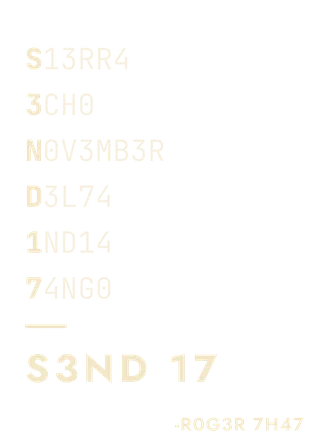 S13RR4
3CH0
N0V3MB3R
D3L74
1ND14
74NG0
S3ND 17
-R0G3R 7H47